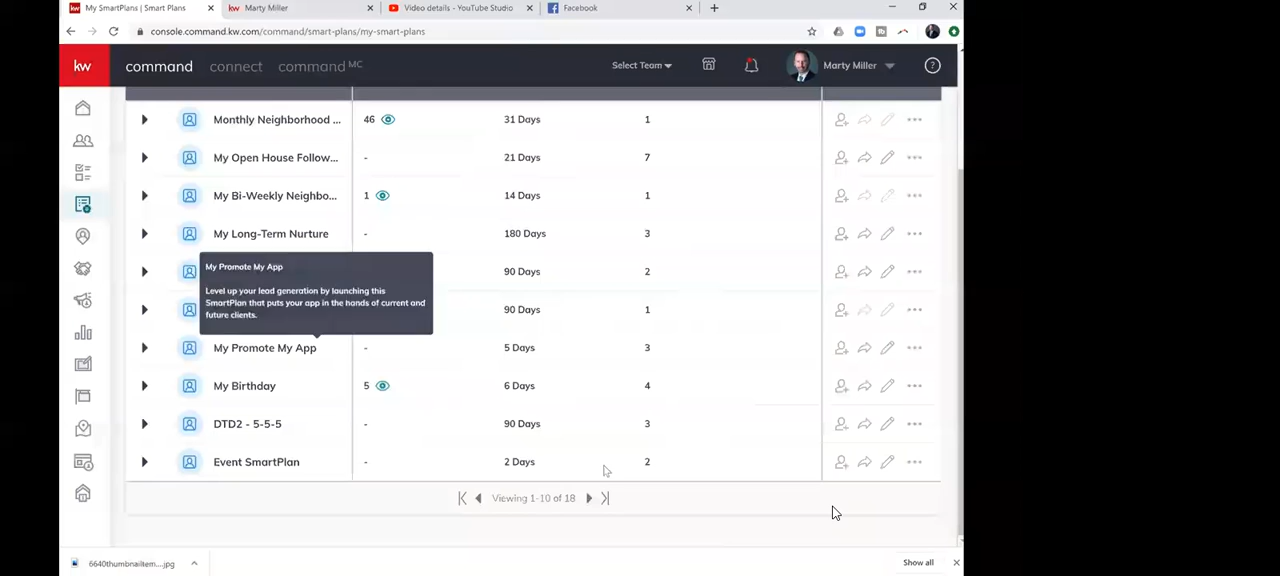 My SmartPlans | Smart Plans
kw Marty Miller
Video details - YouTube Studio
Facebook
console.command.kw.com/command/smart-plans/my-smart-plans
kw command connect command MC Select Team Marty Miller ?
Monthly Neighborhood ... 46 31 Days 1
My Open House Follow... - 21 Days 7
My Bi-Weekly Neighbo... 1 14 Days 1
My Long-Term Nurture - 180 Days 3
90 Days 2
90 Days 1
My Promote My App
Level up your lead generation by launching this
SmartPlan that puts your app in the hands of current and
future clients.
My Promote My App - 5 Days 3
My Birthday 5 6 Days 4
DTD2 - 5-5-5 - 90 Days 3
Event SmartPlan - 2 Days 2
Viewing 1-10 of 18
6640thumbnailtem....jpg Show all